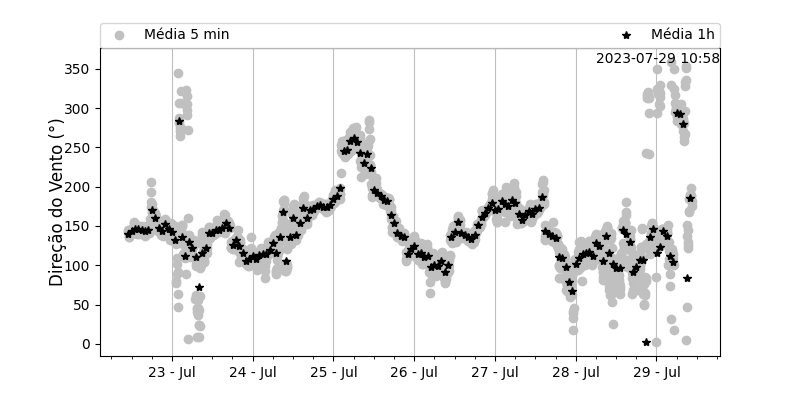 Média 5 min
Média 1h
2023-07-29 10:58
Direção do Vento (°)
350
300
250
200
150
100
50
0
23 - Jul
24 - Jul
25 - Jul
26 - Jul
27 - Jul
28 - Jul
29 - Jul